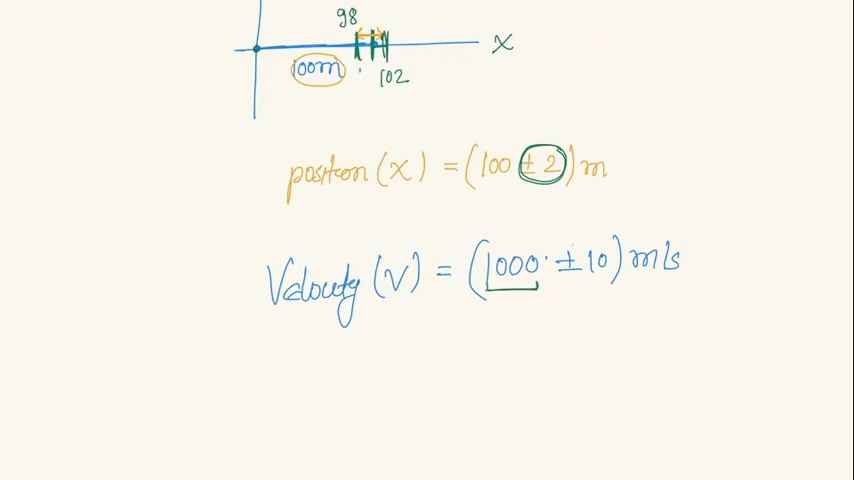 98
X
100m
102
position (x) = (100 ± 2) m
Velocity (V) = (1000 ± 10) m/s